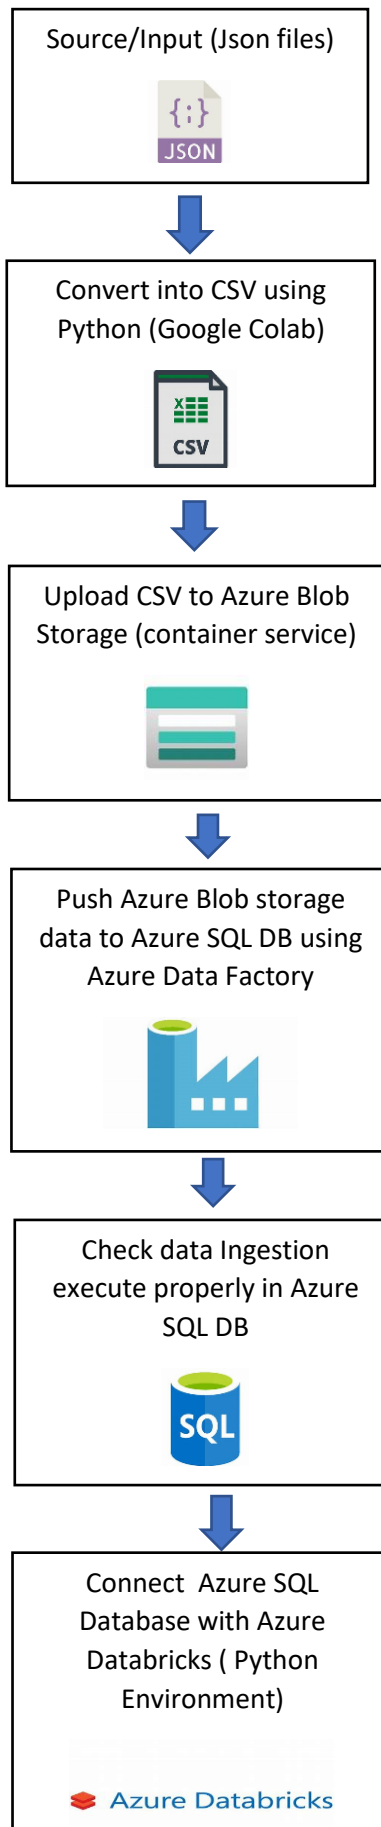 Source/Input (Json files)
{:}
JSON
Convert into CSV using
Python (Google Colab)
X
CSV
Upload CSV to Azure Blob
Storage (container service)
Push Azure Blob storage
data to Azure SQL DB using
Azure Data Factory
Check data Ingestion
execute properly in Azure
SQL DB
SQL
Connect  Azure SQL
Database with Azure
Databricks ( Python
Environment)
Azure Databricks